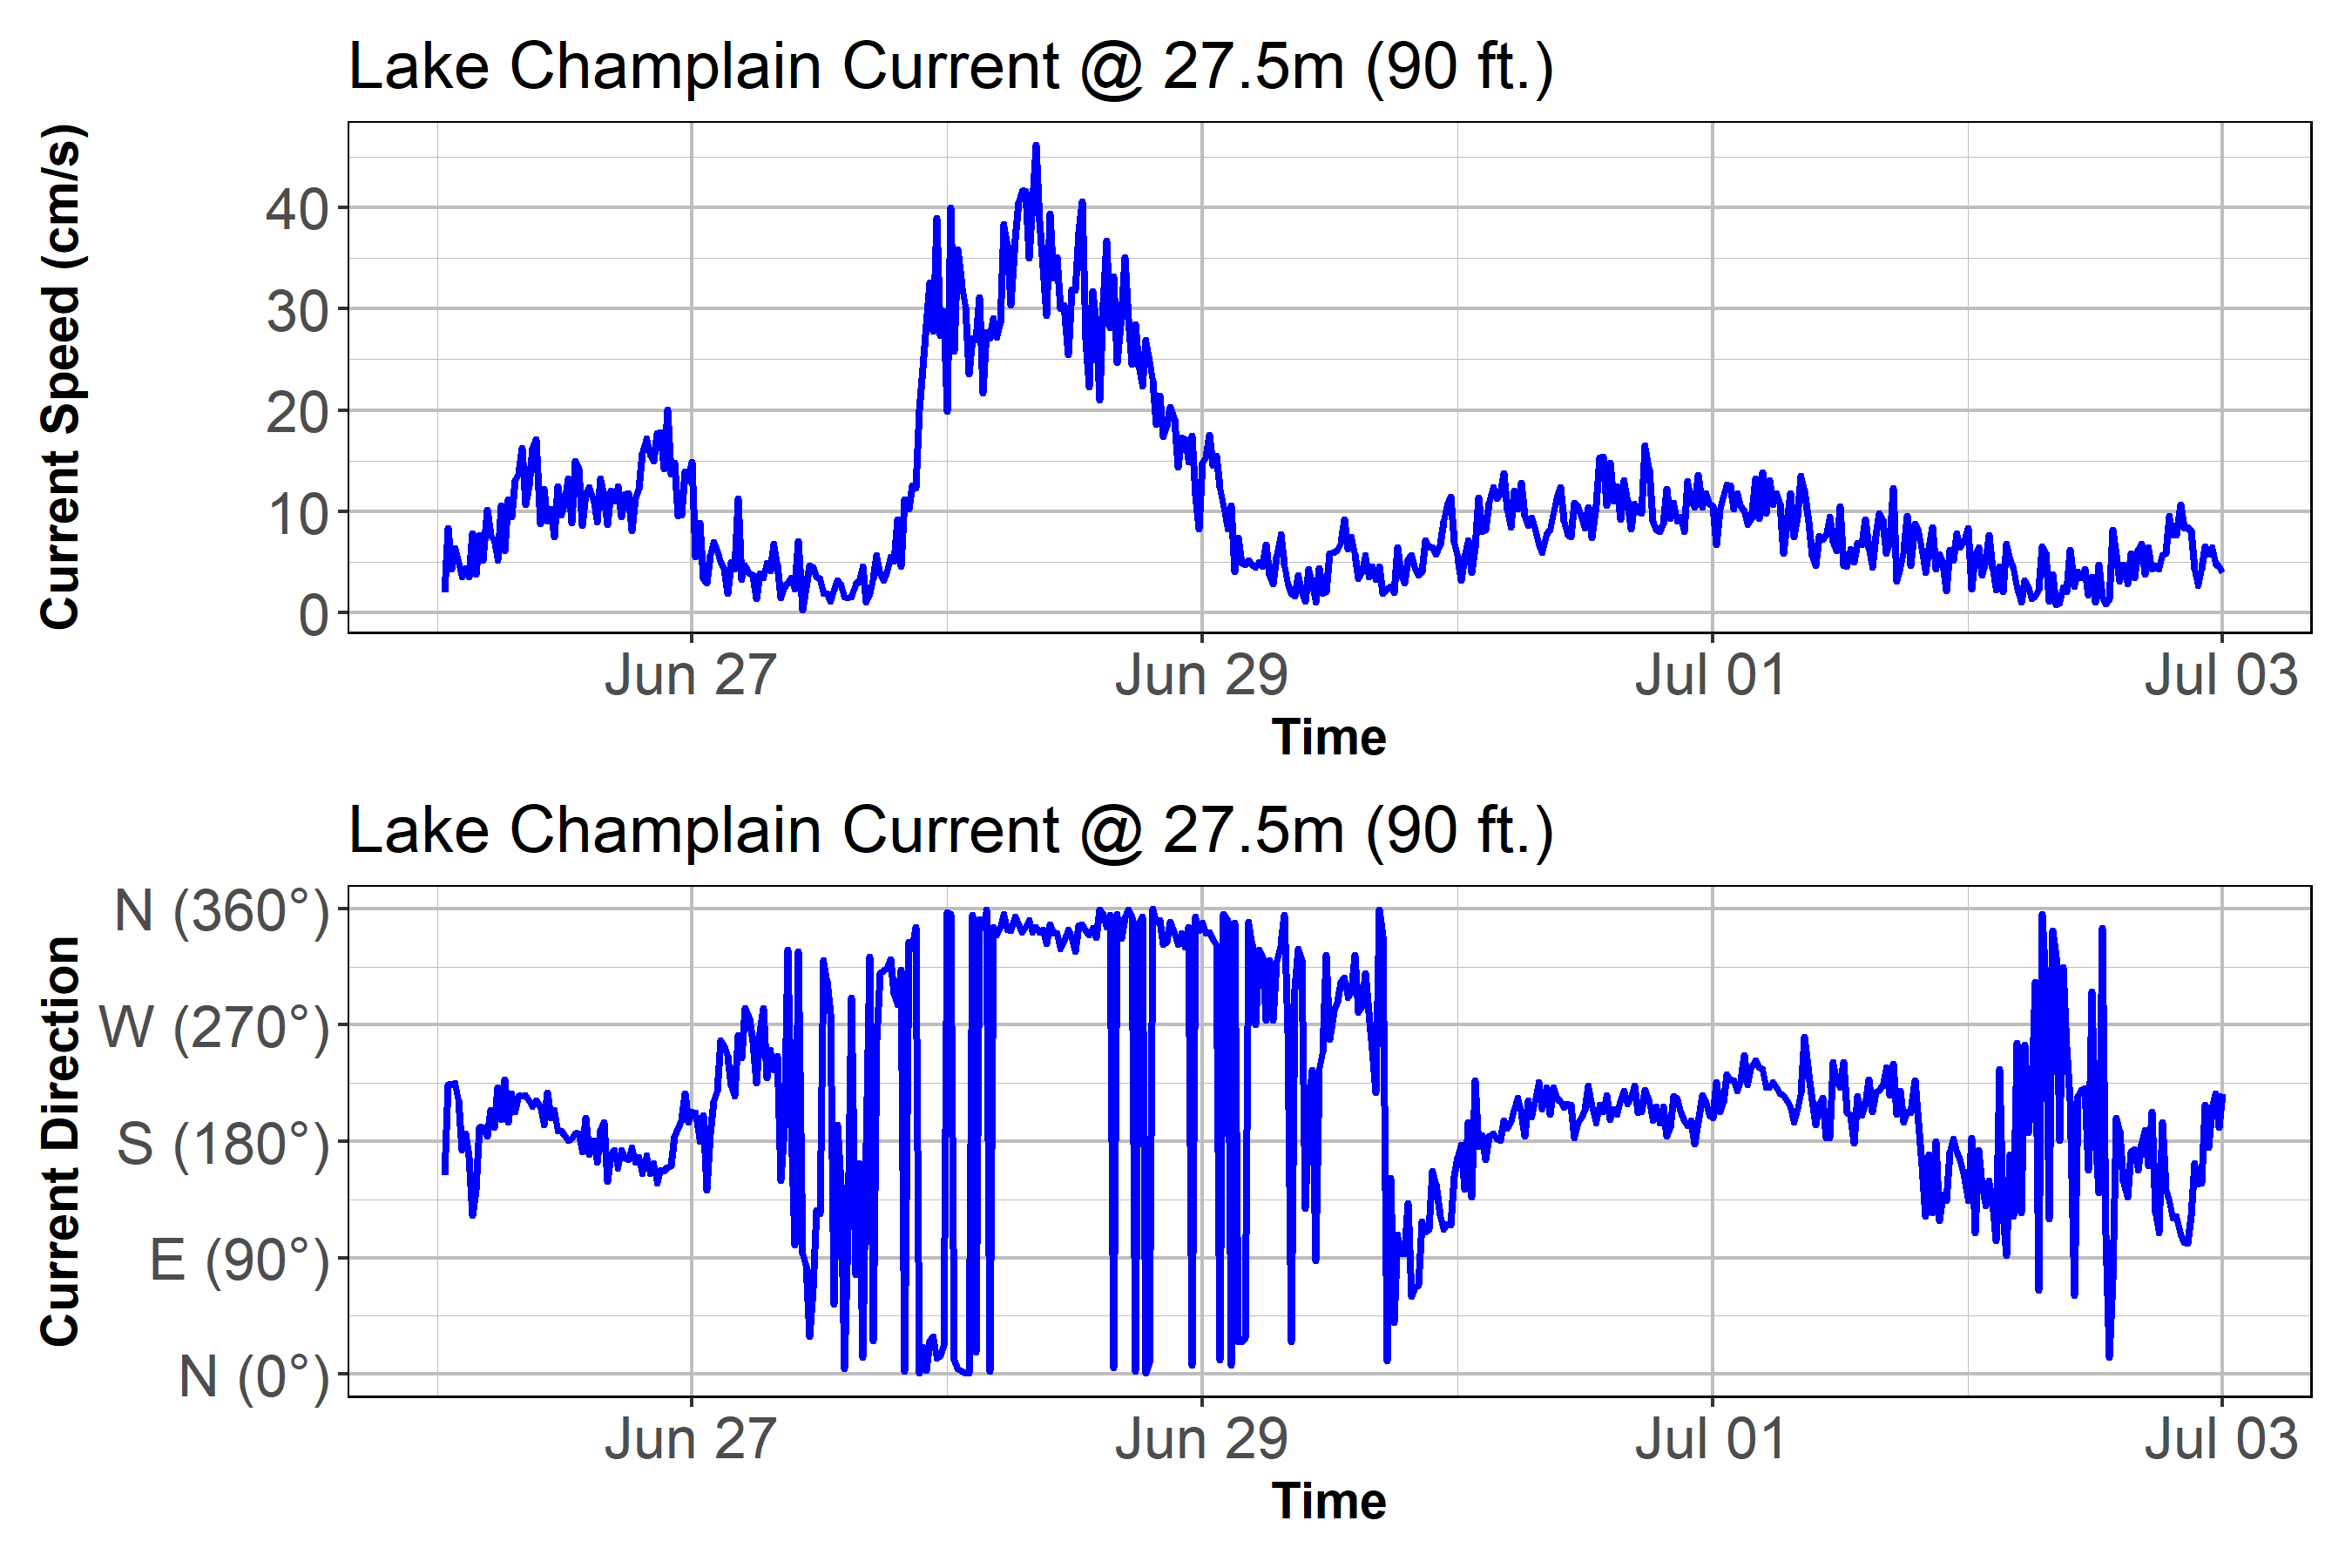 Lake Champlain Current @ 27.5m (90 ft.)
Current Speed (cm/s)
40
30
20
10
0
Jun 27 Jun 29 Jul 01 Jul 03
Time
Lake Champlain Current @ 27.5m (90 ft.)
Current Direction
N (360°)
W (270°)
S (180°)
E (90°)
N (0°)
Jun 27 Jun 29 Jul 01 Jul 03
Time